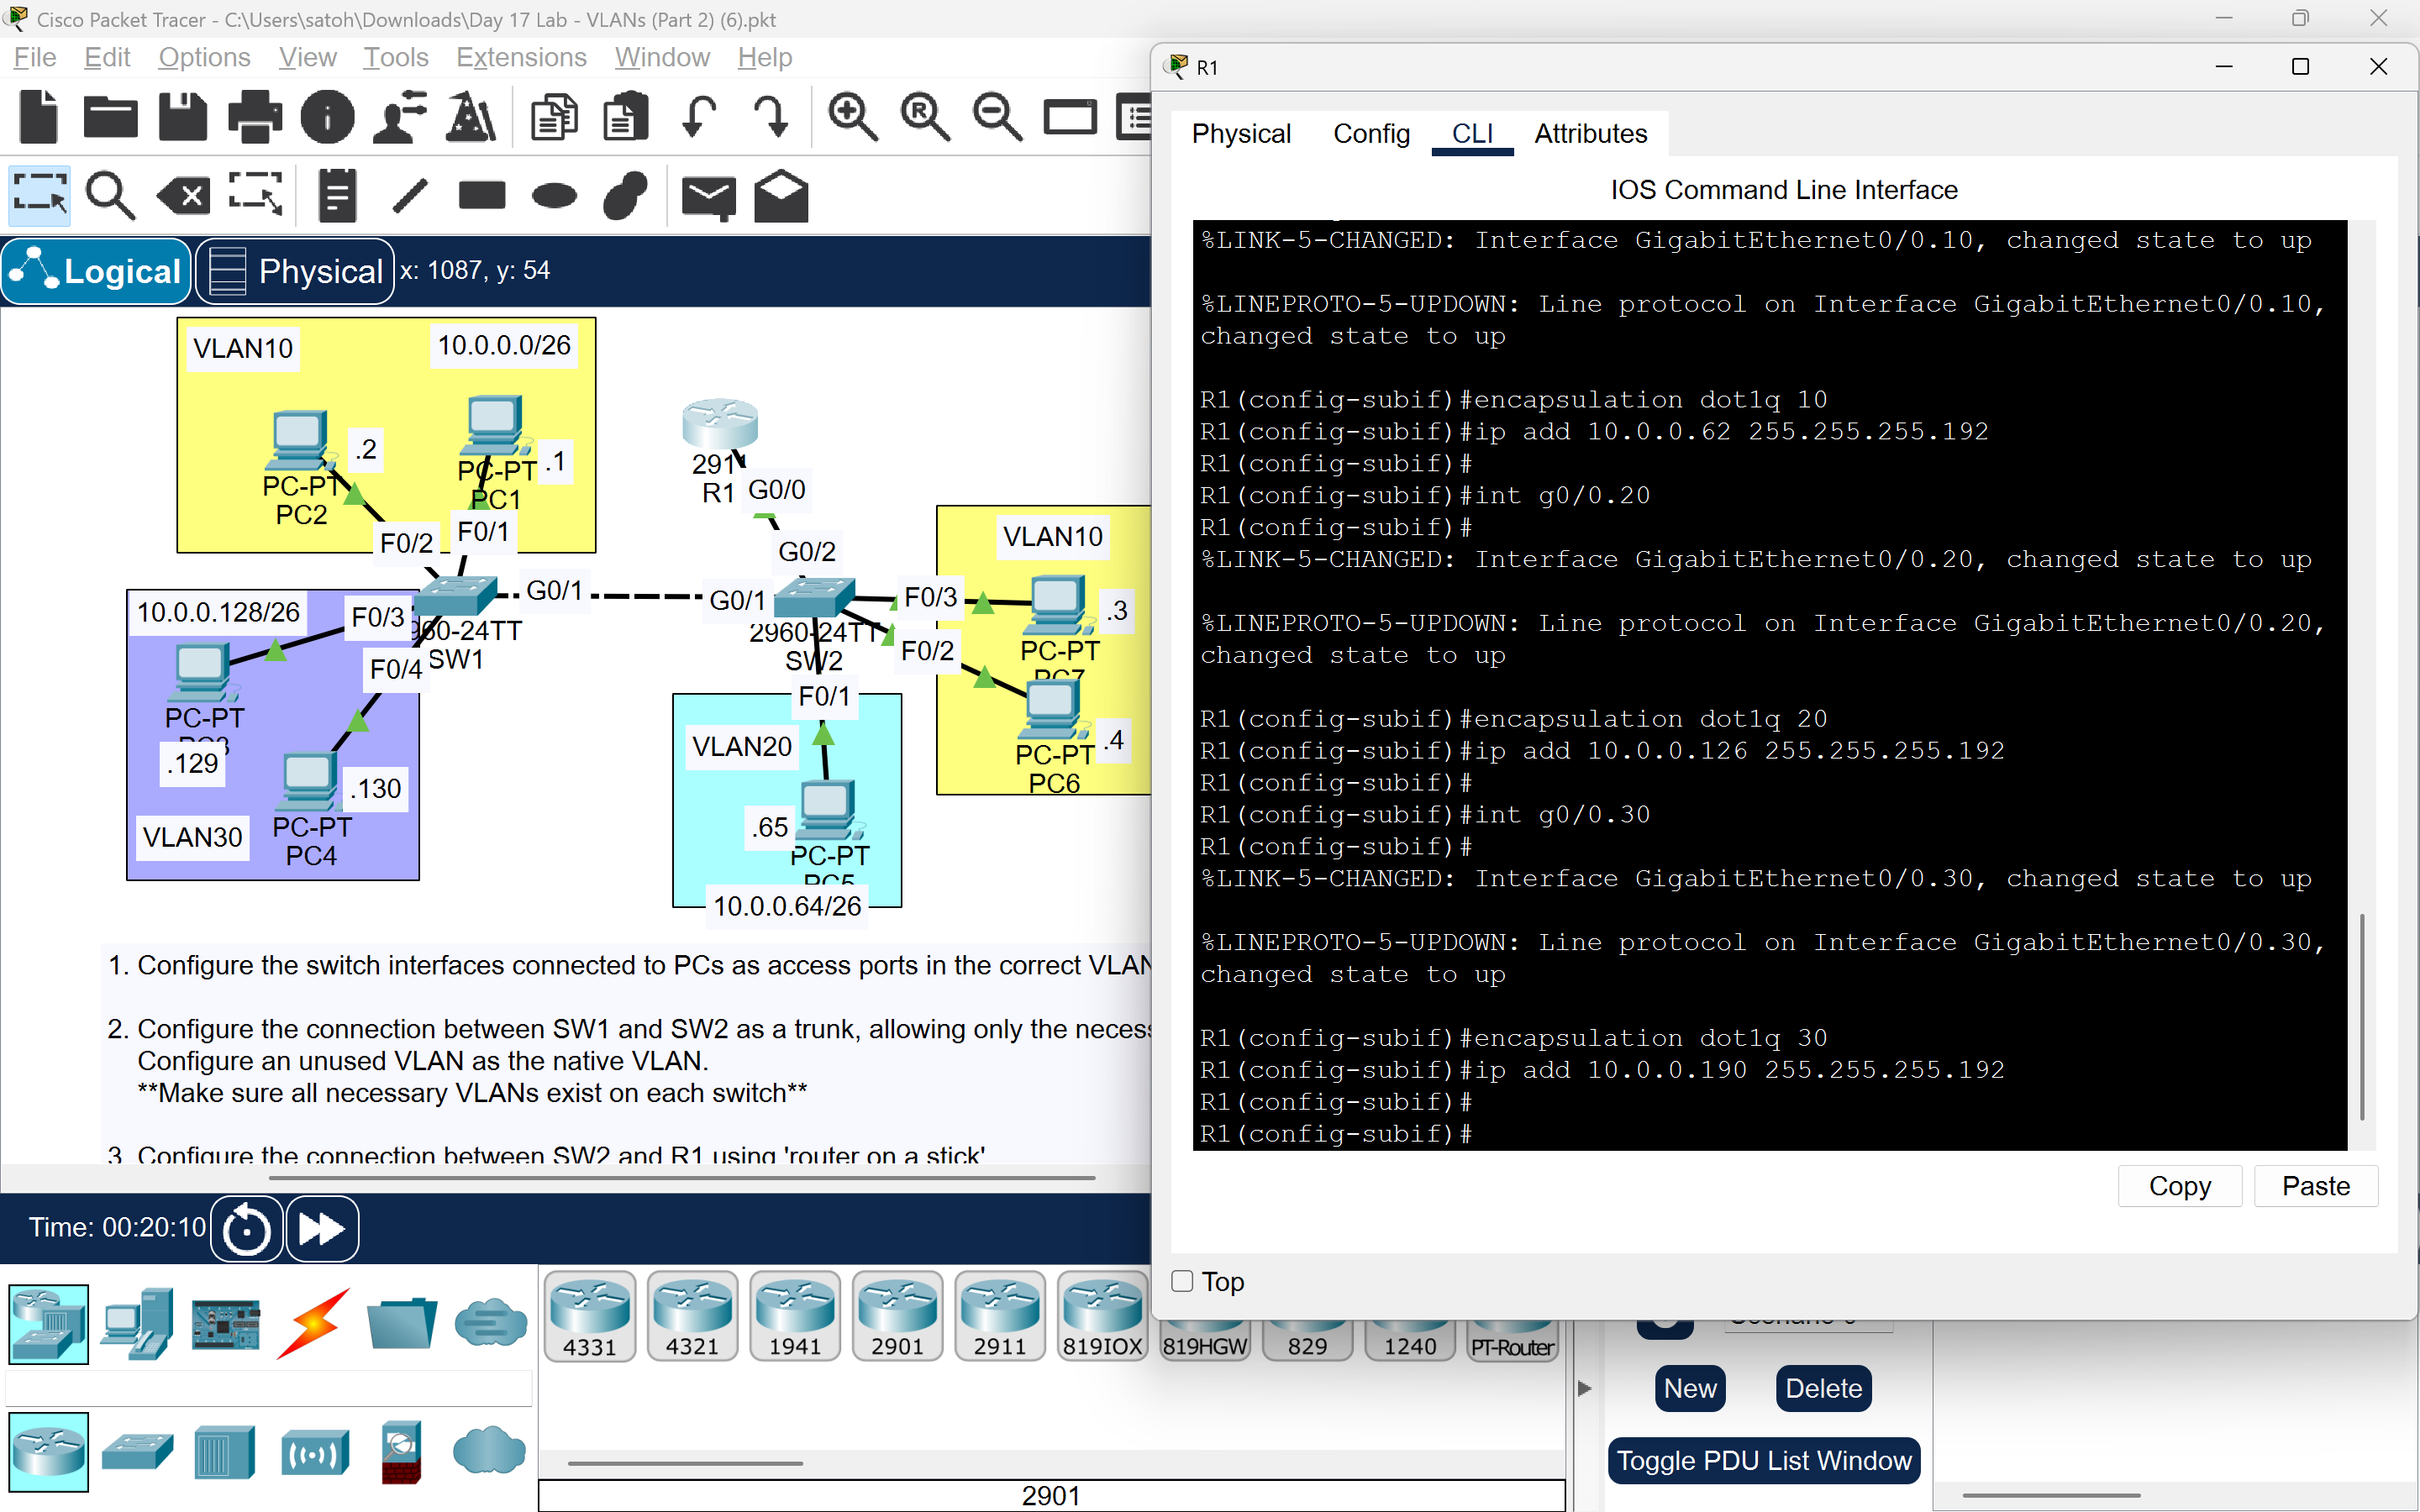 Cisco Packet Tracer - C:\Users\satoh\Downloads\Day 17 Lab - VLANs (Part 2) (6).pkt
File Edit Options View Tools Extensions Window Help
Logical
Physical
x: 1087, y: 54
VLAN10
10.0.0.0/26
.2
.1
PC-PT
PC2
PC-PT
PC1
F0/2
F0/1
2911
R1
G0/0
G0/2
VLAN10
10.0.0.128/26
F0/3
G0/1
G0/1
F0/3
.3
960-24TT
SW1
2960-24TT
SW2
F0/2
PC-PT
PC7
F0/4
PC-PT
PC3
.129
F0/1
VLAN20
.4
PC-PT
PC6
.130
VLAN30
PC-PT
PC4
.65
PC-PT
PC5
10.0.0.64/26
1. Configure the switch interfaces connected to PCs as access ports in the correct VLAN
2. Configure the connection between SW1 and SW2 as a trunk, allowing only the necess
Configure an unused VLAN as the native VLAN.
**Make sure all necessary VLANs exist on each switch**
3. Configure the connection between SW2 and R1 using 'router on a stick'
Time: 00:20:10
4331
4321
1941
2901
2911
819IOX
819HGW
829
1240
PT-Router
2901
New
Delete
Toggle PDU List Window
R1
Physical
Config
CLI
Attributes
IOS Command Line Interface
%LINK-5-CHANGED: Interface GigabitEthernet0/0.10, changed state to up
%LINEPROTO-5-UPDOWN: Line protocol on Interface GigabitEthernet0/0.10,
changed state to up
R1(config-subif)#encapsulation dot1q 10
R1(config-subif)#ip add 10.0.0.62 255.255.255.192
R1(config-subif)#
R1(config-subif)#int g0/0.20
R1(config-subif)#
%LINK-5-CHANGED: Interface GigabitEthernet0/0.20, changed state to up
%LINEPROTO-5-UPDOWN: Line protocol on Interface GigabitEthernet0/0.20,
changed state to up
R1(config-subif)#encapsulation dot1q 20
R1(config-subif)#ip add 10.0.0.126 255.255.255.192
R1(config-subif)#
R1(config-subif)#int g0/0.30
R1(config-subif)#
%LINK-5-CHANGED: Interface GigabitEthernet0/0.30, changed state to up
%LINEPROTO-5-UPDOWN: Line protocol on Interface GigabitEthernet0/0.30,
changed state to up
R1(config-subif)#encapsulation dot1q 30
R1(config-subif)#ip add 10.0.0.190 255.255.255.192
R1(config-subif)#
R1(config-subif)#
Copy
Paste
Top